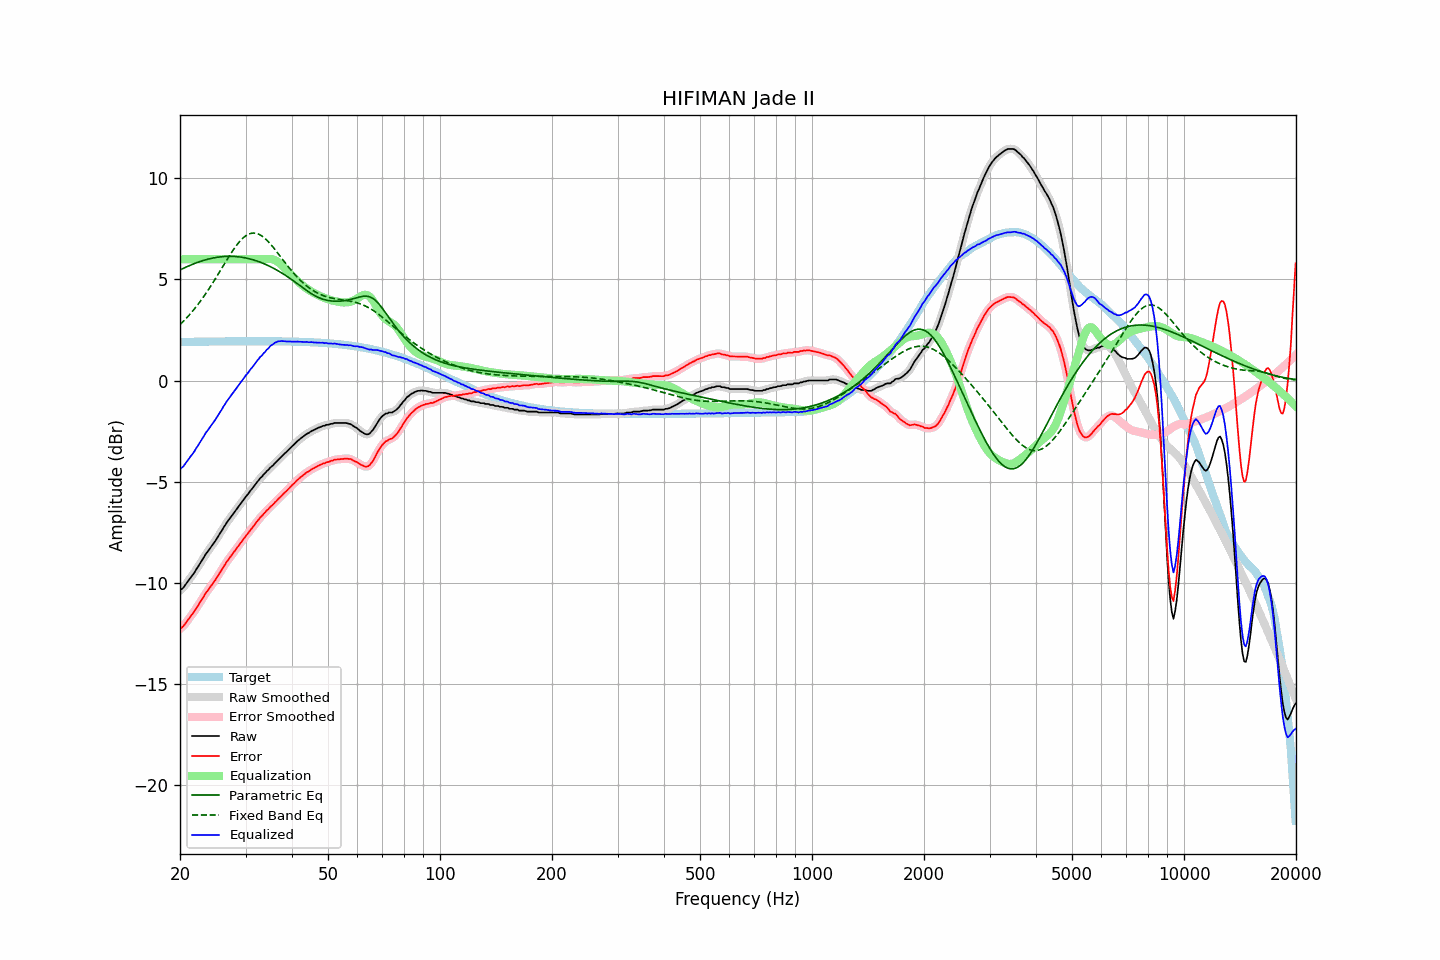 HIFIMAN Jade II
Amplitude (dBr)
10
5
0
−5
−10
−15
−20
Target
Raw Smoothed
Error Smoothed
Raw
Error
Equalization
Parametric Eq
Fixed Band Eq
Equalized
20 50 100 200 500 1000 2000 5000 10000 20000
Frequency (Hz)